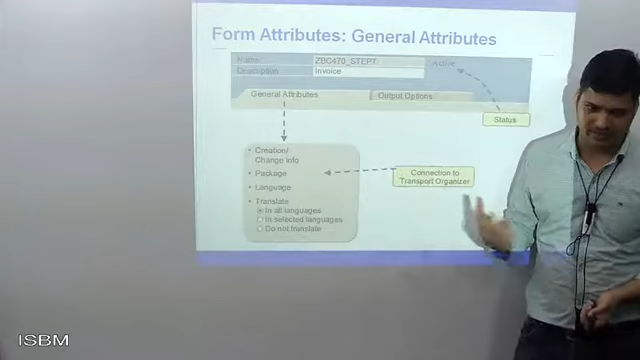 Form Attributes: General Attributes
Name ZBC470_STEPT Active
Description Invoice
General Attributes Output Options
Status
• Creation/
Change info
• Package
• Language
• Translate
In all languages
In selected languages
Do not translate
Connection to
Transport Organizer
ISBM